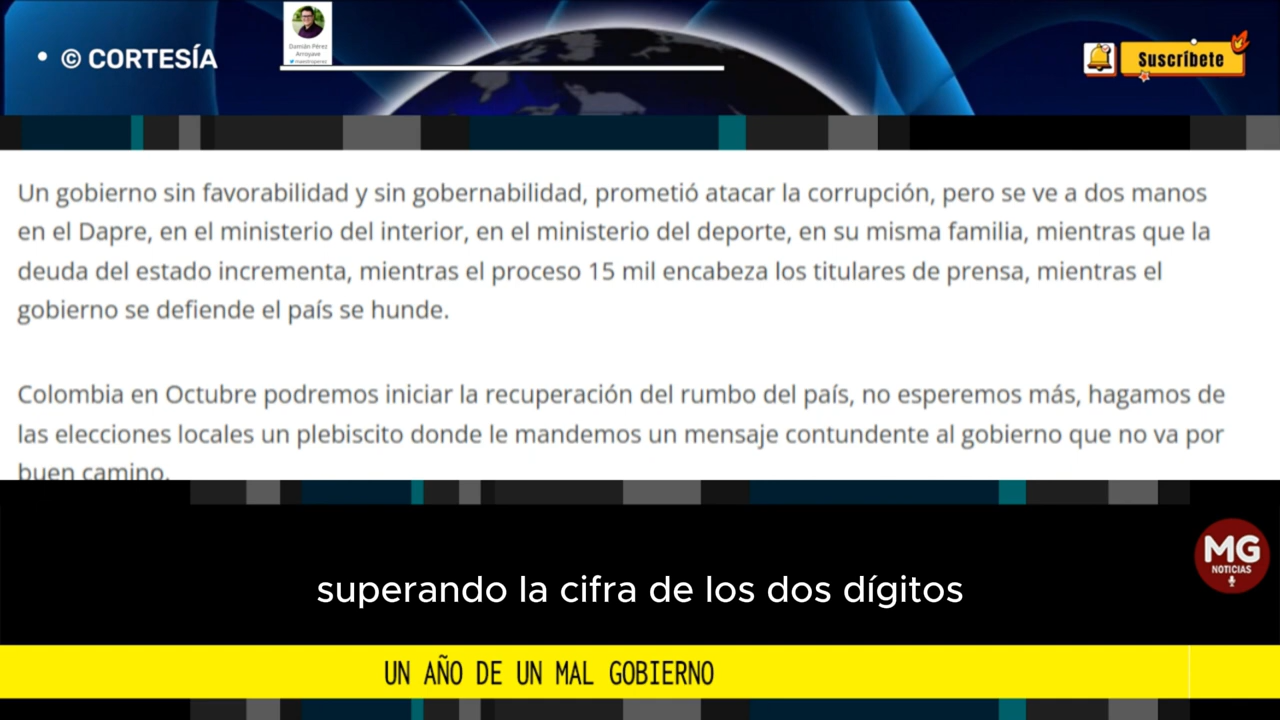 • © CORTESÍA
Damián Pérez
Arroyave
Suscríbete
Un gobierno sin favorabilidad y sin gobernabilidad, prometió atacar la corrupción, pero se ve a dos manos
en el Dapre, en el ministerio del interior, en el ministerio del deporte, en su misma familia, mientras que la
deuda del estado incrementa, mientras el proceso 15 mil encabeza los titulares de prensa, mientras el
gobierno se defiende el país se hunde.
Colombia en Octubre podremos iniciar la recuperación del rumbo del país, no esperemos más, hagamos de
las elecciones locales un plebiscito donde le mandemos un mensaje contundente al gobierno que no va por
buen camino.
MG
NOTICIAS
superando la cifra de los dos dígitos
UN AÑO DE UN MAL GOBIERNO